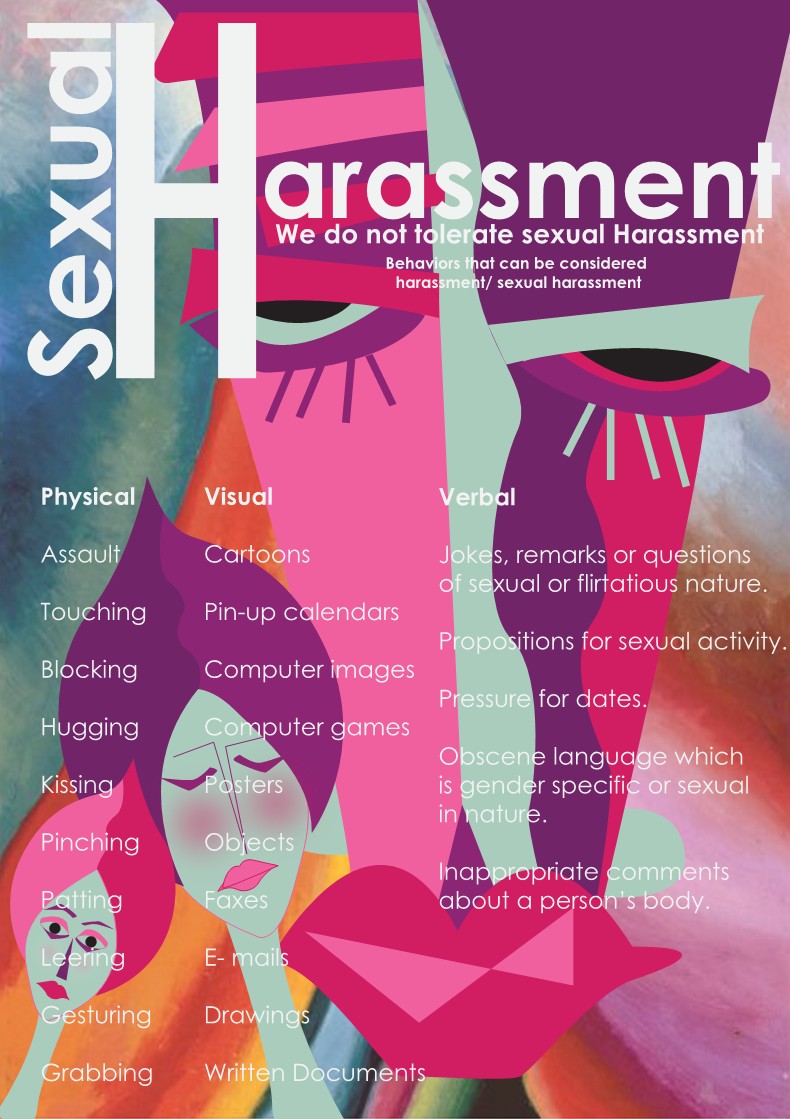 Sexual
Harassment
We do not tolerate sexual Harassment
Behaviors that can be considered
harassment/ sexual harassment
Physical
Assault
Touching
Blocking
Hugging
Kissing
Pinching
Patting
Leering
Gesturing
Grabbing
Visual
Cartoons
Pin-up calendars
Computer images
Computer games
Posters
Objects
Faxes
E- mails
Drawings
Written Documents
Verbal
Jokes, remarks or questions
of sexual or flirtatious nature.
Propositions for sexual activity.
Pressure for dates.
Obscene language which
is gender specific or sexual
in nature.
Inappropriate comments
about a person's body.